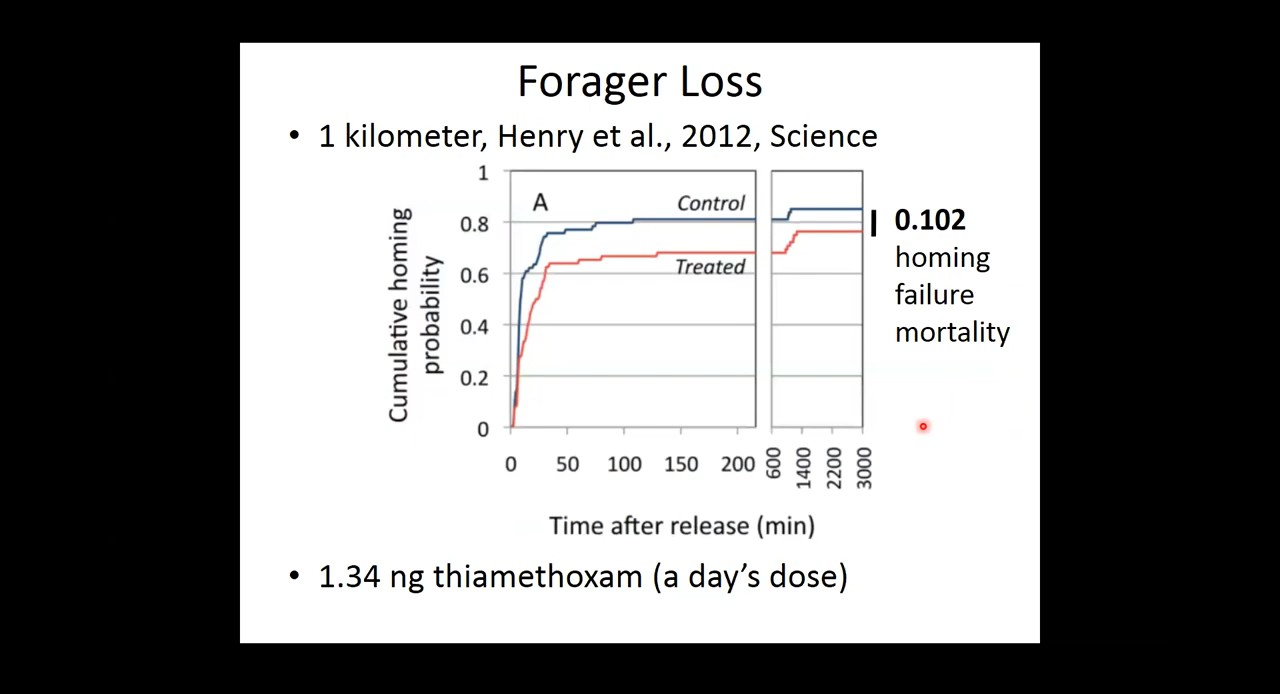 Forager Loss
• 1 kilometer, Henry et al., 2012, Science
A
Control
Treated
0.102
homing
failure
mortality
Cumulative homing
probability
1
0.8
0.6
0.4
0.2
0
0 50 100 150 200 600 1400 2200 3000
Time after release (min)
• 1.34 ng thiamethoxam (a day’s dose)